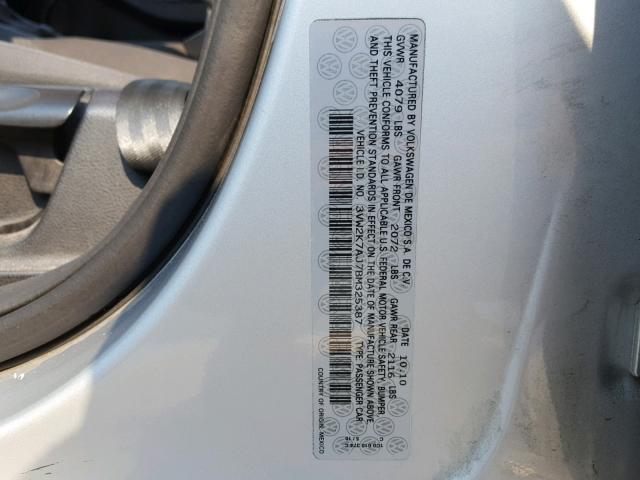 MANUFACTURED BY VOLKSWAGEN DE MEXICO S.A. DE C.V. DATE 10.10
GVWR 4079 LBS GAWR FRONT 2072 LBS GAWR REAR 2116 LBS
THIS VEHICLE CONFORMS TO ALL APPLICABLE U.S. FEDERAL MOTOR VEHICLE SAFETY, BUMPER,
AND THEFT PREVENTION STANDARDS IN EFFECT ON THE DATE OF MANUFACTURE SHOWN ABOVE.
VEHICLE I.D. NO. 3VW2K7AJ7BM325387 TYPE: PASSENGER CAR
COUNTRY OF ORIGIN: MEXICO